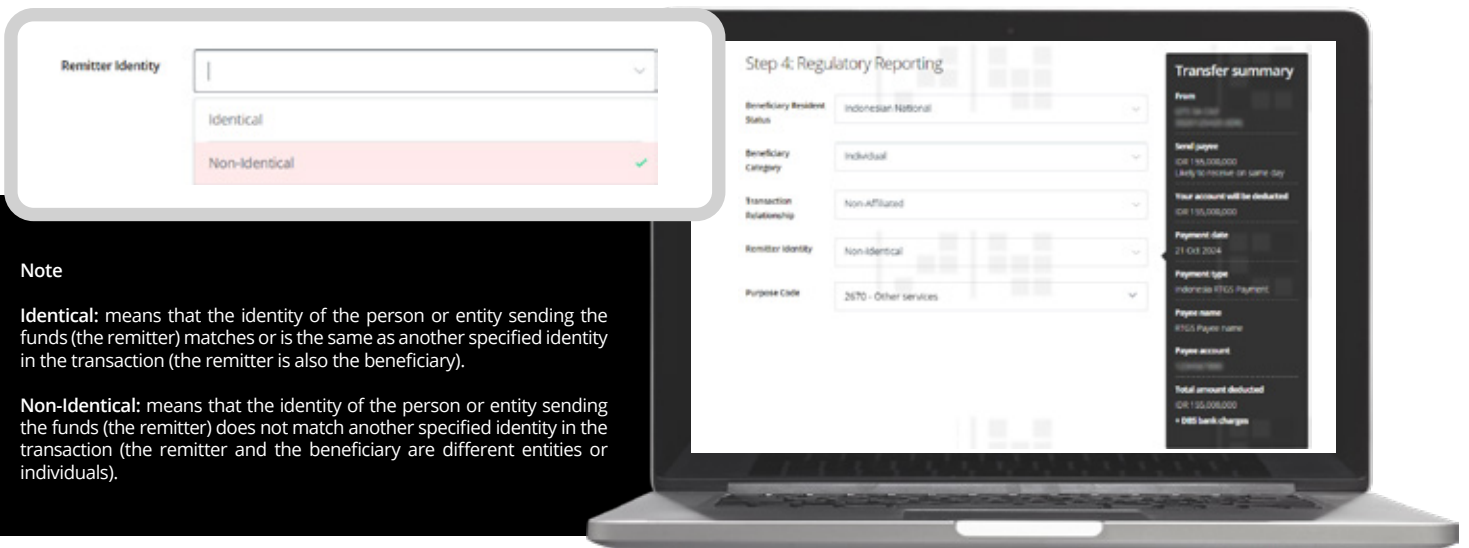 Remitter Identity
Identical
Non-Identical
Note
Identical: means that the identity of the person or entity sending the
funds (the remitter) matches or is the same as another specified identity
in the transaction (the remitter is also the beneficiary).
Non-Identical: means that the identity of the person or entity sending
the funds (the remitter) does not match another specified identity in the
transaction (the remitter and the beneficiary are different entities or
individuals).
Step 4: Regulatory Reporting
Beneficiary Resident
Status
Indonesian National
Beneficiary
Category
Individual
Transaction
Relationship
Non-Affiliated
Remitter Identity
Non-Identical
Purpose Code
2670 - Other services
Transfer summary
From
Send payee
IDR 155,008,000
Likely to receive on same day
Your account will be deducted
IDR 155,008,000
Payment date
21 Oct 2024
Payment type
Indonesia RTGS Payment
Payee name
RTGS Payee name
Payee account
Total amount deducted
IDR 155,008,000
+ DBS bank charges